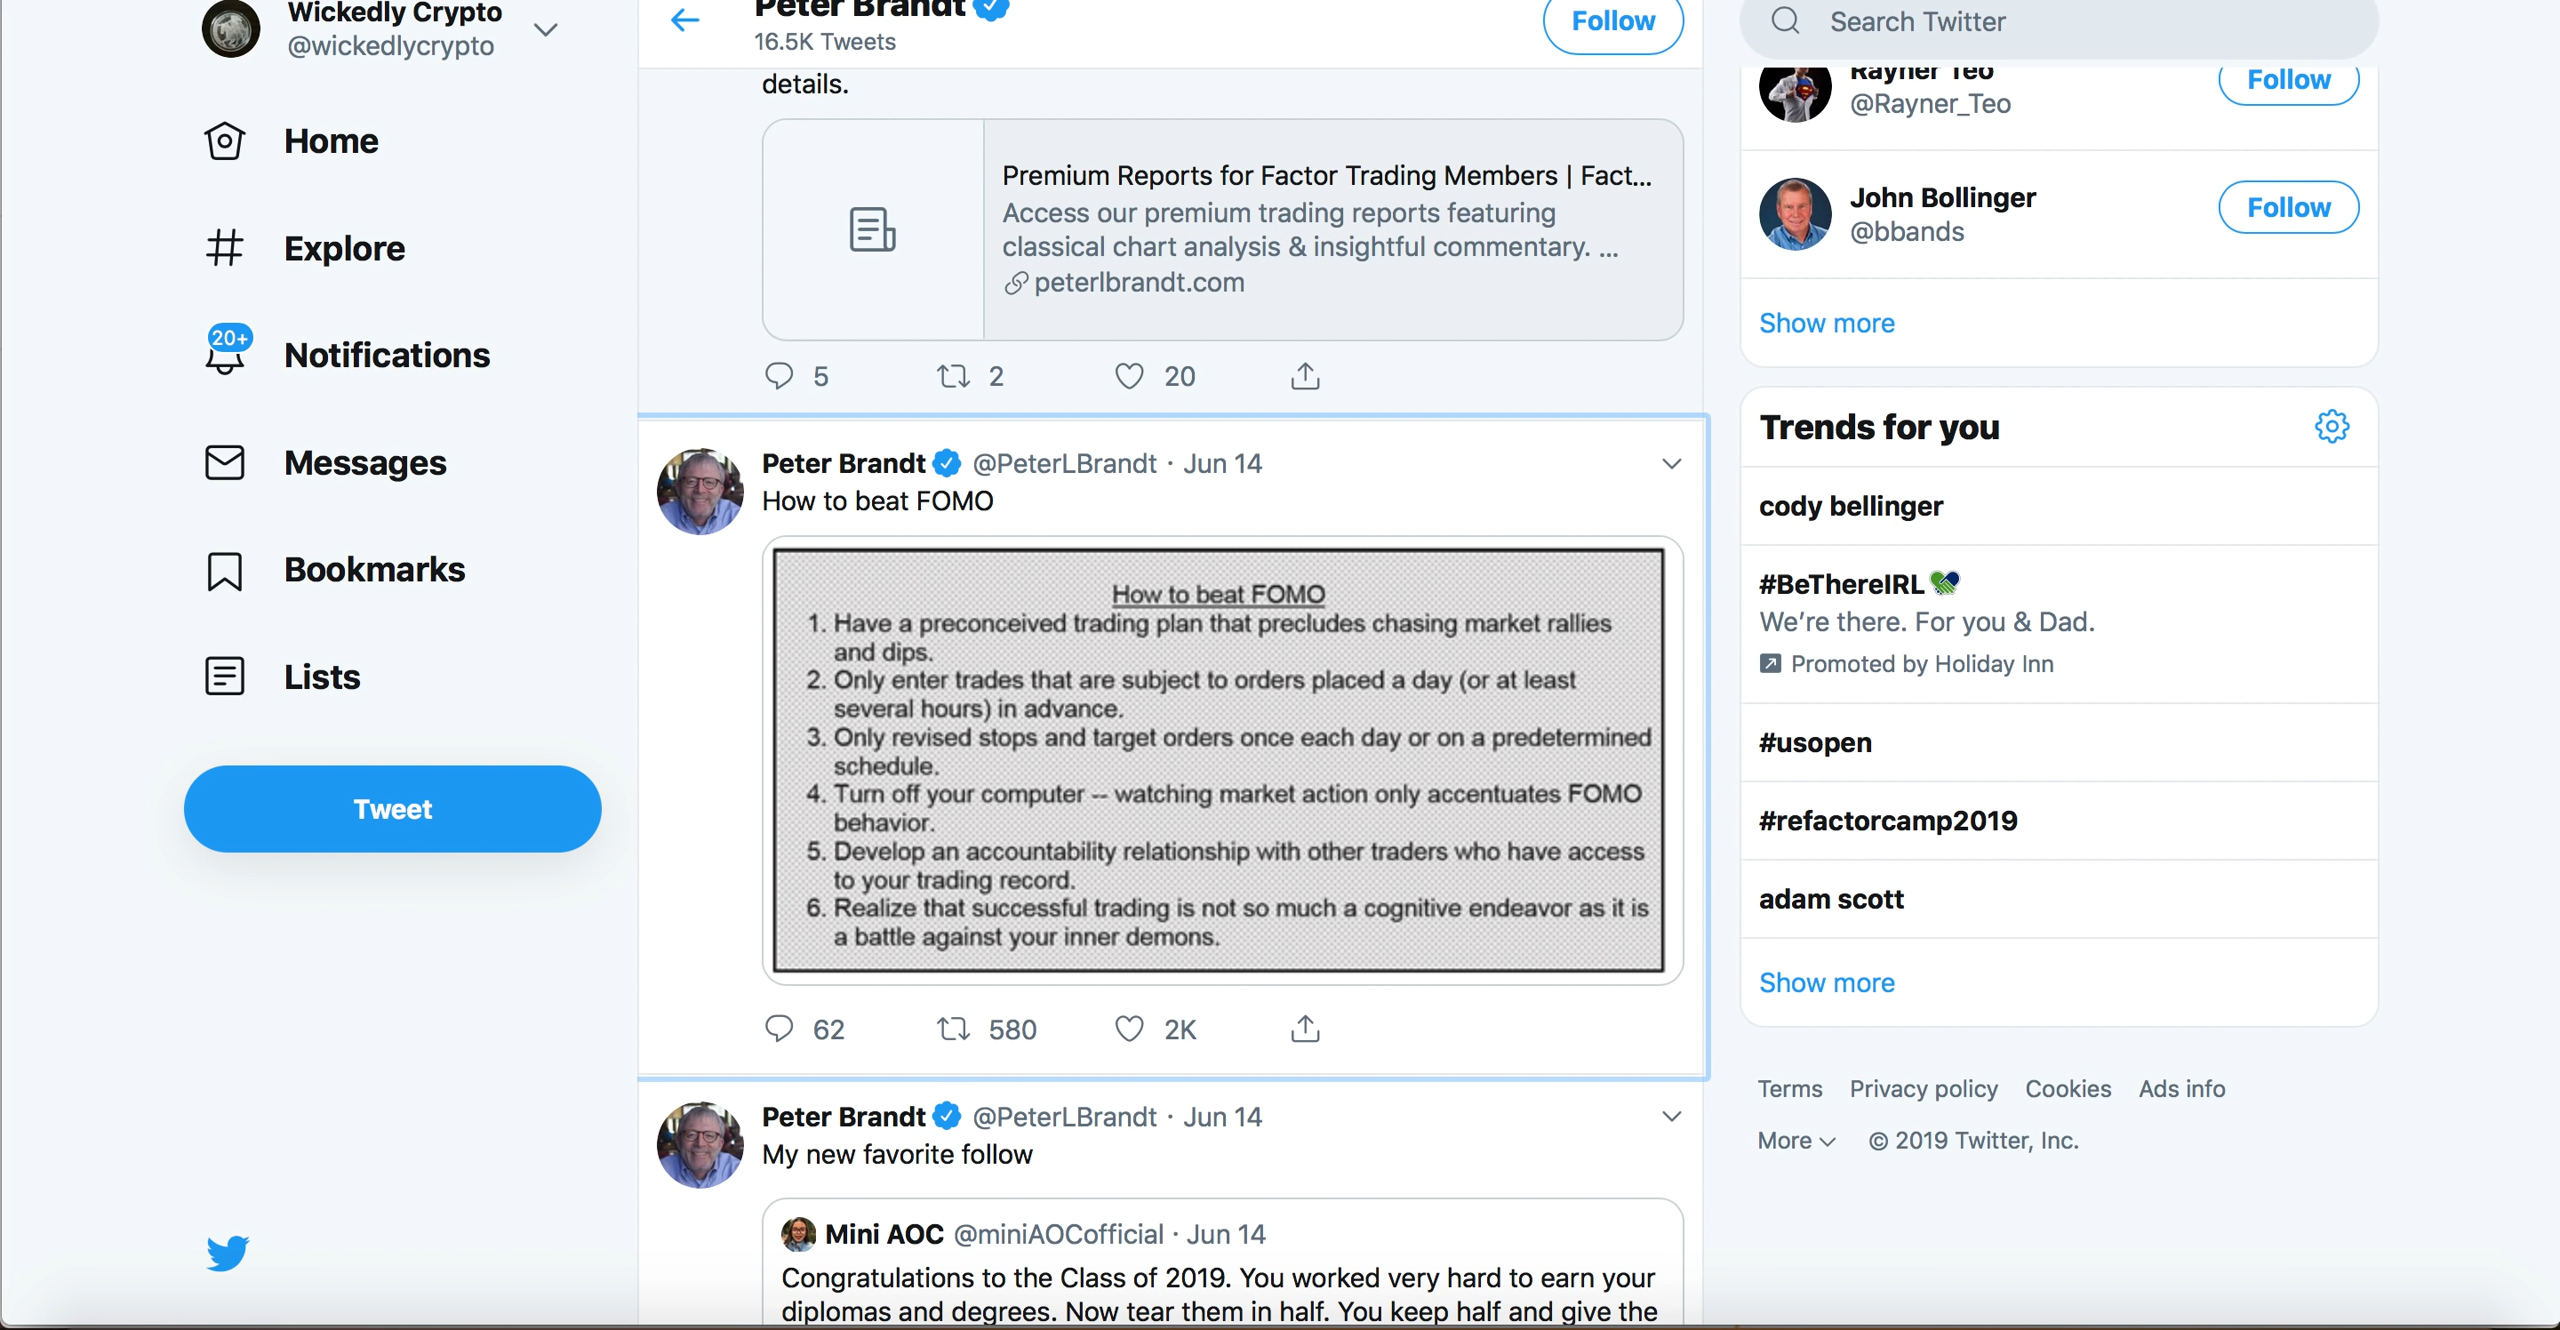 Wickedly Crypto
@wickedlycrypto
Home
Explore
20+
Notifications
Messages
Bookmarks
Lists
Tweet
Peter Brandt
16.5K Tweets
Follow
details.
Premium Reports for Factor Trading Members | Fact...
Access our premium trading reports featuring
classical chart analysis & insightful commentary. ...
peterlbrandt.com
5 2 20
Peter Brandt @PeterLBrandt · Jun 14
How to beat FOMO
How to beat FOMO
1. Have a preconceived trading plan that precludes chasing market rallies
and dips.
2. Only enter trades that are subject to orders placed a day (or at least
several hours) in advance.
3. Only revised stops and target orders once each day or on a predetermined
schedule.
4. Turn off your computer -- watching market action only accentuates FOMO
behavior.
5. Develop an accountability relationship with other traders who have access
to your trading record.
6. Realize that successful trading is not so much a cognitive endeavor as it is
a battle against your inner demons.
62 580 2K
Peter Brandt @PeterLBrandt · Jun 14
My new favorite follow
Mini AOC @miniAOCofficial · Jun 14
Congratulations to the Class of 2019. You worked very hard to earn your
diplomas and degrees. Now tear them in half. You keep half and give the
Search Twitter
Rayner Teo
@Rayner_Teo
Follow
John Bollinger
@bbands
Follow
Show more
Trends for you
cody bellinger
#BeThereIRL
We're there. For you & Dad.
Promoted by Holiday Inn
#usopen
#refactorcamp2019
adam scott
Show more
Terms Privacy policy Cookies Ads info
More © 2019 Twitter, Inc.